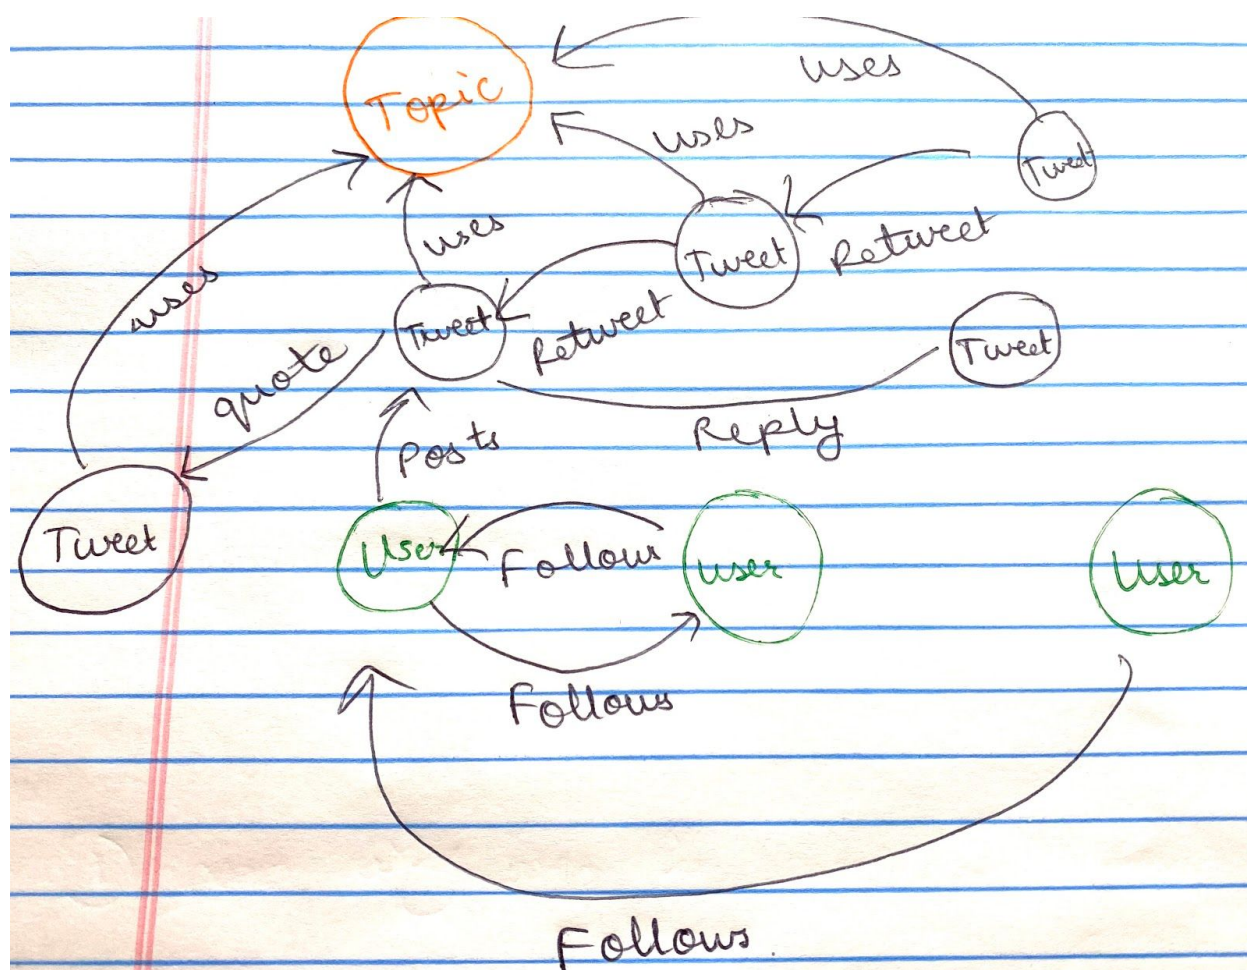 Topic
uses
uses
Tweet
uses
Tweet
Retweet
uses
Tweet
Retweet
Tweet
quote
Reply
Posts
Tweet
User
Follows
User
User
Follows
Follows